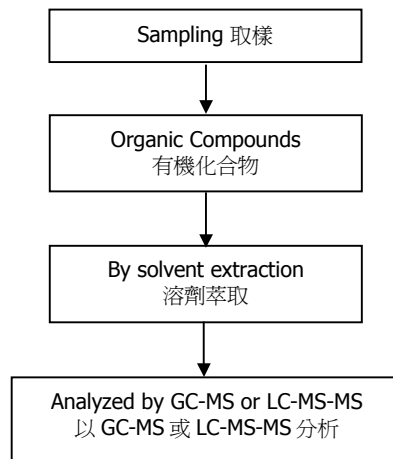 Sampling 取樣
Organic Compounds
有機化合物
By solvent extraction
溶劑萃取
Analyzed by GC-MS or LC-MS-MS
以 GC-MS 或 LC-MS-MS 分析